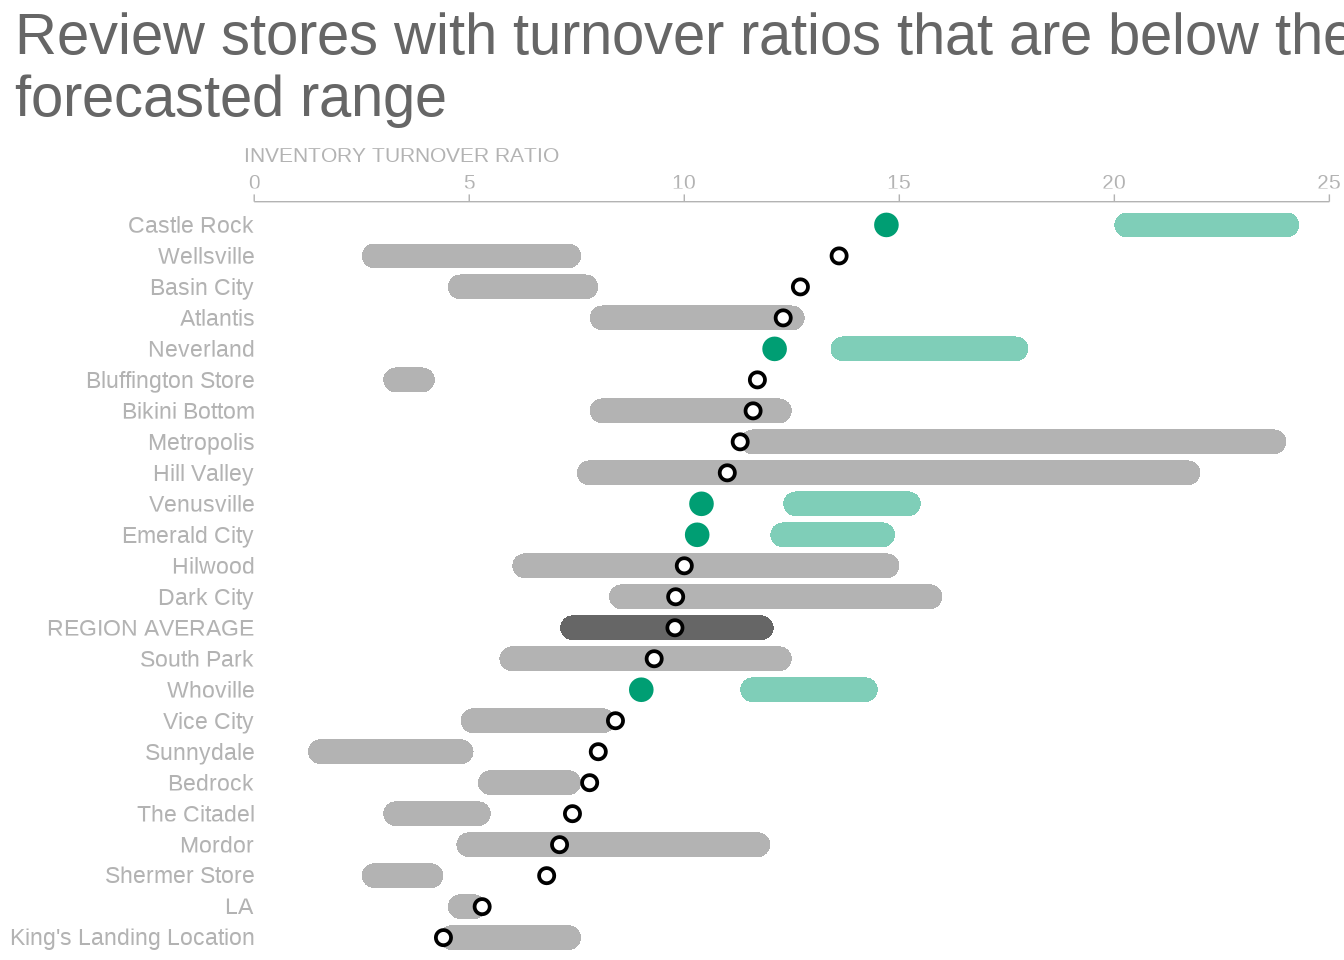 Review stores with turnover ratios that are below the
forecasted range
INVENTORY TURNOVER RATIO
0 5 10 15 20 25
Castle Rock
Wellsville
Basin City
Atlantis
Neverland
Bluffington Store
Bikini Bottom
Metropolis
Hill Valley
Venusville
Emerald City
Hilwood
Dark City
REGION AVERAGE
South Park
Whoville
Vice City
Sunnydale
Bedrock
The Citadel
Mordor
Shermer Store
LA
King's Landing Location